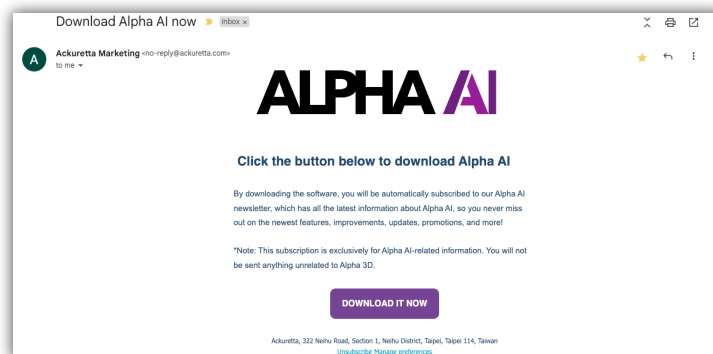 Download Alpha AI now
Inbox x
A
Ackuretta Marketing <no-reply@ackuretta.com>
to me
ALPHA AI
Click the button below to download Alpha AI
By downloading the software, you will be automatically subscribed to our Alpha AI
newsletter, which has all the latest information about Alpha AI, so you never miss
out on the newest features, improvements, updates, promotions, and more!
*Note: This subscription is exclusively for Alpha AI-related information. You will not
be sent anything unrelated to Alpha 3D.
DOWNLOAD IT NOW
Ackuretta, 322 Neihu Road, Section 1, Neihu District, Taipei, Taipei 114, Taiwan
Unsubscribe Manage preferences